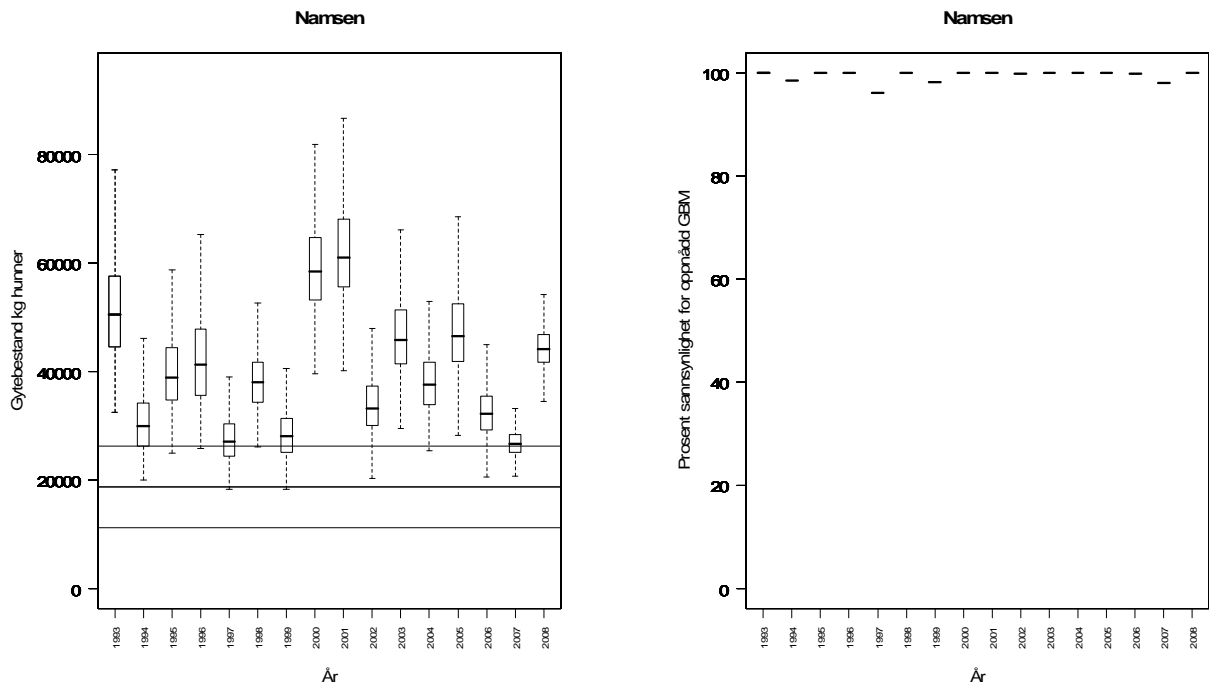 Namsen
Gytebestand kg hunner
80000
60000
40000
20000
0
1993 1994 1995 1996 1997 1998 1999 2000 2001 2002 2003 2004 2005 2006 2007 2008
År
Namsen
Prosent sannsynlighet for oppnådd GBM
100
80
60
40
20
0
1993 1994 1995 1996 1997 1998 1999 2000 2001 2002 2003 2004 2005 2006 2007 2008
År